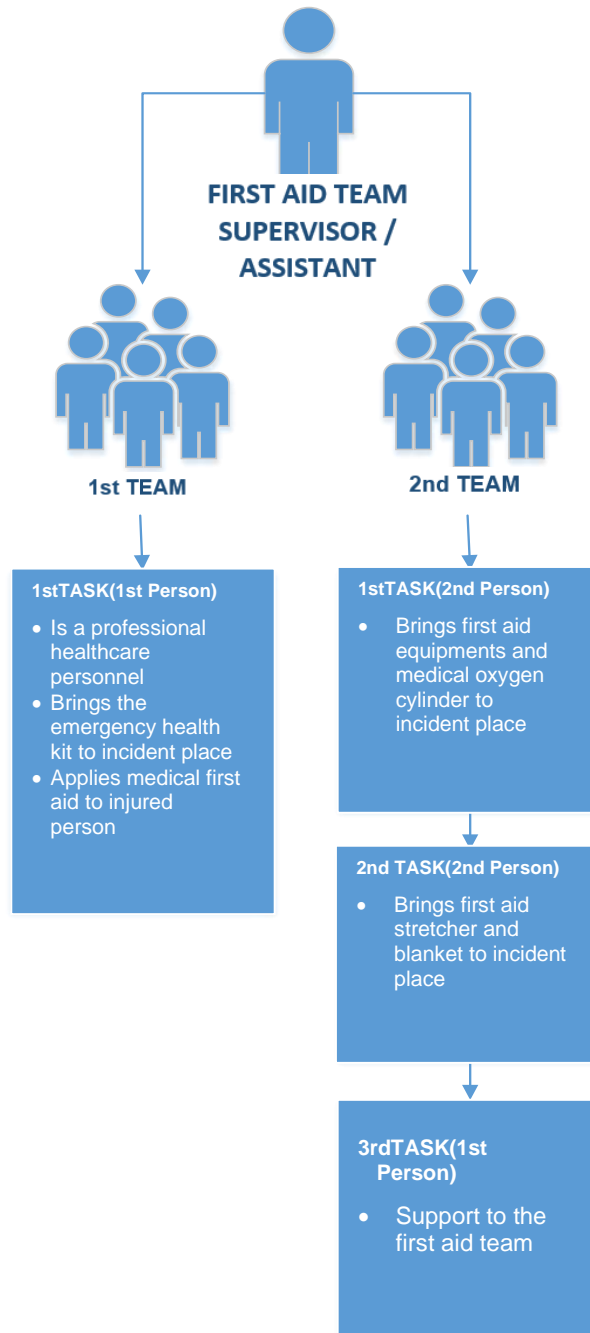 FIRST AID TEAM
SUPERVISOR /
ASSISTANT
1st TEAM
2nd TEAM
1stTASK(1st Person)
• Is a professional
healthcare
personnel
• Brings the
emergency health
kit to incident place
• Applies medical first
aid to injured
person
1stTASK(2nd Person)
• Brings first aid
equipments and
medical oxygen
cylinder to
incident place
2nd TASK(2nd Person)
• Brings first aid
stretcher and
blanket to incident
place
3rdTASK(1st
Person)
• Support to the
first aid team